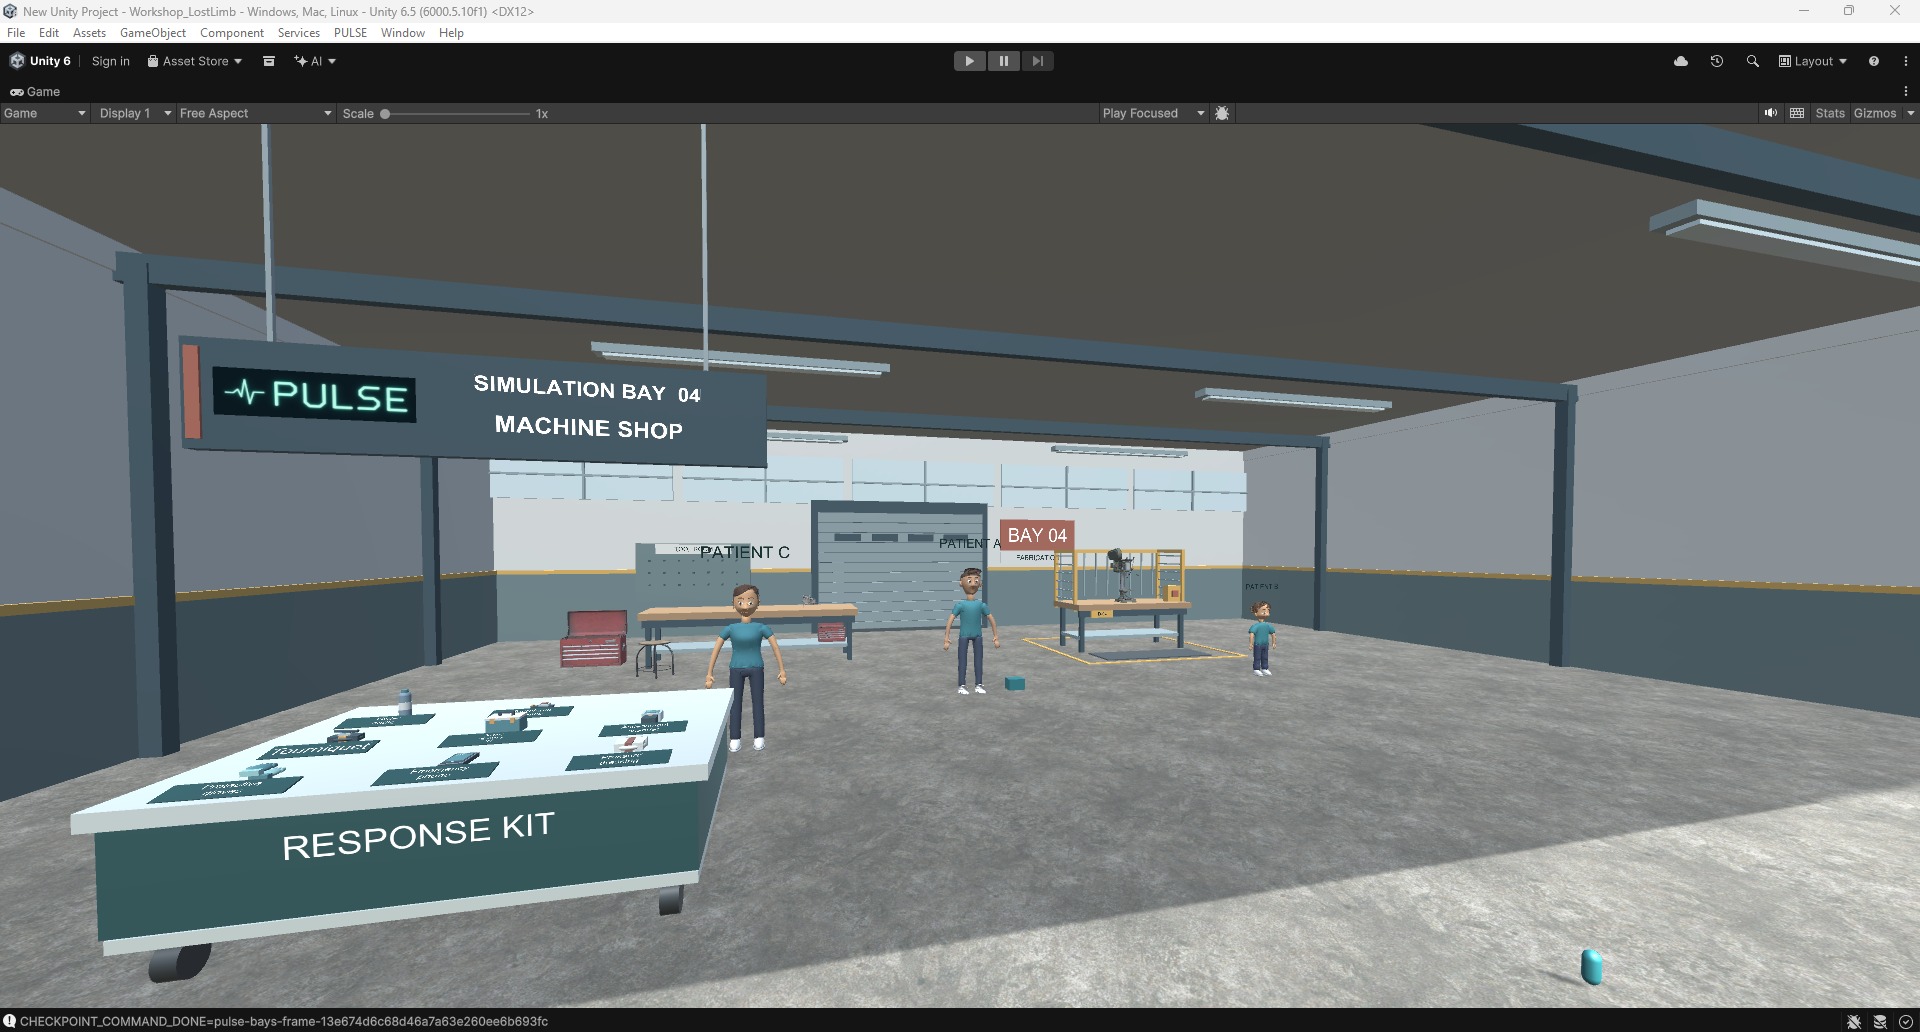 New Unity Project - Workshop_LostLimb - Windows, Mac, Linux - Unity 6.5 (6000.5.10f1) <DX12>
File Edit Assets GameObject Component Services PULSE Window Help
Unity 6 Sign in Asset Store AI Layout
Game
Game Display 1 Free Aspect Scale 1x Play Focused Stats Gizmos
PULSE
SIMULATION BAY 04
MACHINE SHOP
BAY 04
PATIENT C
PATIENT A
FABRICATION
PATIENT B
Tourniquet
Emergency
RESPONSE KIT
CHECKPOINT_COMMAND_DONE=pulse-bays-frame-13e674d6c68d46a7a63e260ee6b693fc